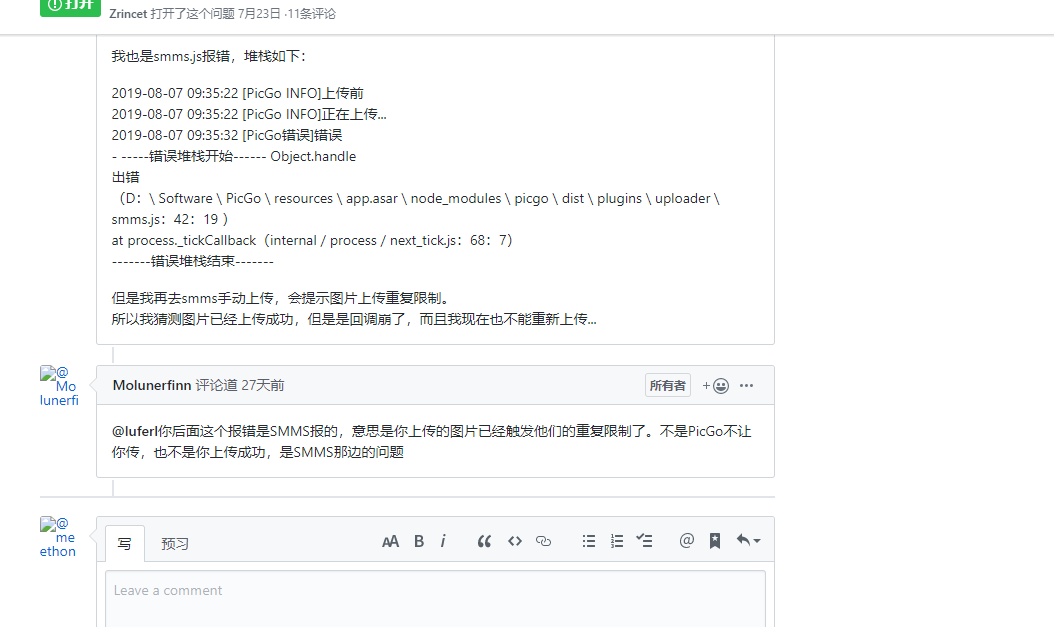 打开
Zrincet 打开了这个问题 7月23日 ·11条评论
我也是smms.js报错，堆栈如下：
2019-08-07 09:35:22 [PicGo INFO]上传前
2019-08-07 09:35:22 [PicGo INFO]正在上传...
2019-08-07 09:35:32 [PicGo错误]错误
- -----错误堆栈开始------ Object.handle
出错
（D：\ Software \ PicGo \ resources \ app.asar \ node_modules \ picgo \ dist \ plugins \ uploader \
smms.js：42：19 ）
at process._tickCallback（internal / process / next_tick.js：68：7）
-------错误堆栈结束-------
但是我再去smms手动上传，会提示图片上传重复限制。
所以我猜测图片已经上传成功，但是是回调崩了，而且我现在也不能重新上传...
@
Mo
lunerfi
Molunerfinn 评论道 27天前
所有者
@luferl你后面这个报错是SMMS报的，意思是你上传的图片已经触发他们的重复限制了。不是PicGo不让
你传，也不是你上传成功，是SMMS那边的问题
@
me
ethon
写 预习
AA B i
Leave a comment